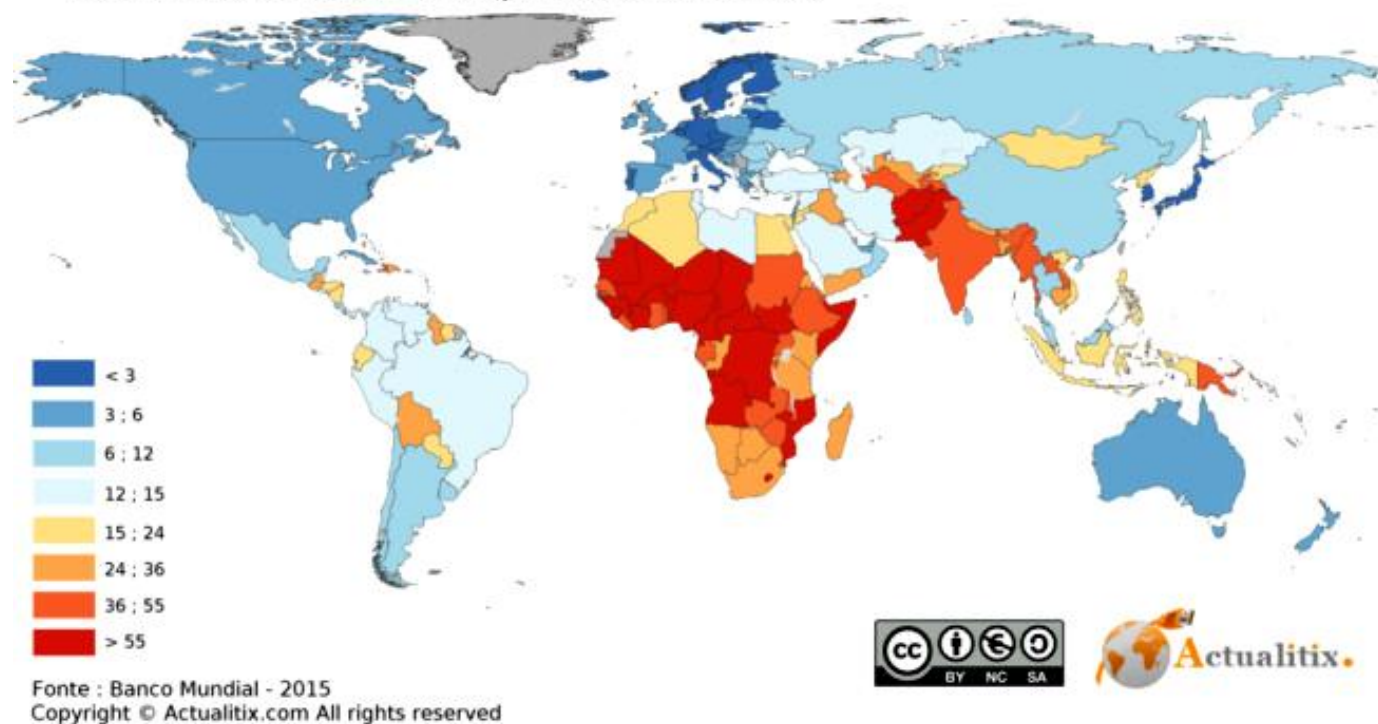 < 3
3 ; 6
6 ; 12
12 ; 15
15 ; 24
24 ; 36
36 ; 55
> 55
Fonte : Banco Mundial - 2015
Copyright © Actualitix.com All rights reserved
cc
BY NC SA
Actualitix.